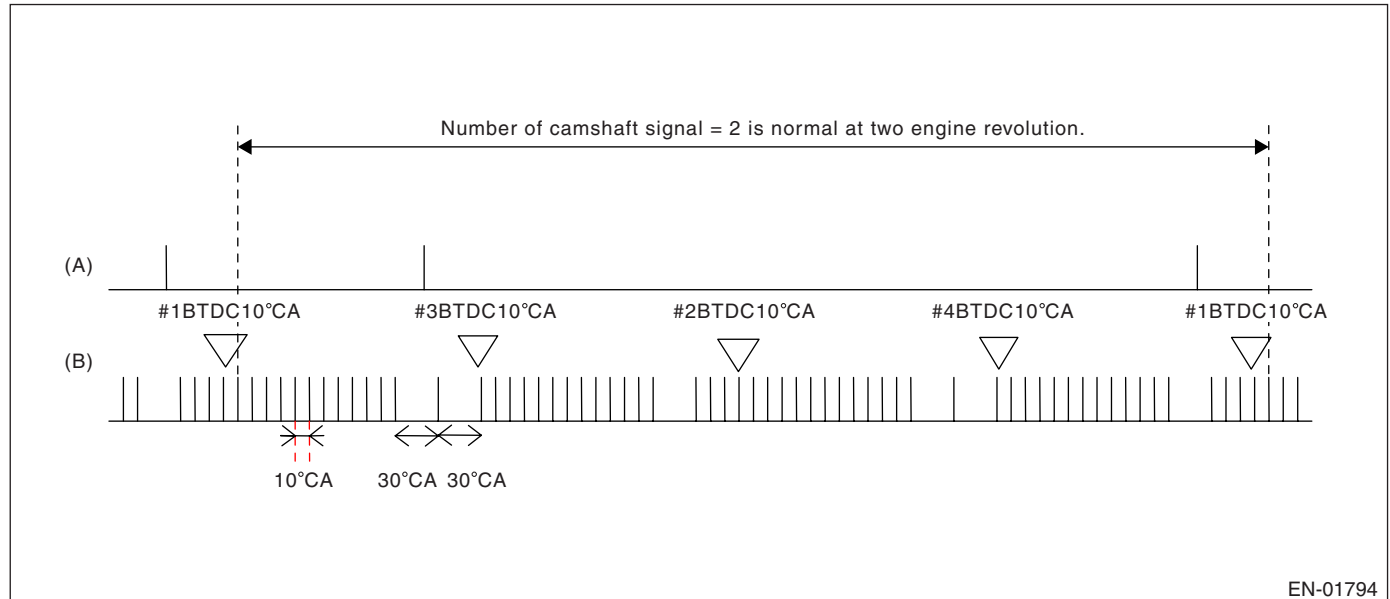 Number of camshaft signal = 2 is normal at two engine revolution.
(A)
#1BTDC10°CA #3BTDC10°CA #2BTDC10°CA #4BTDC10°CA #1BTDC10°CA
(B)
10°CA 30°CA 30°CA
EN-01794